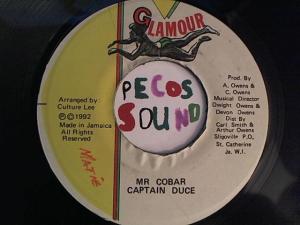 GLAMOUR
Arranged by
Culture Lee
℗ © 1992
Made in Jamaica
All Rights
Reserved
PECOS
SOUND
Prod. By
A. Owens &
C. Owens
Musical Director
Dwight Owens &
Devon Owens
Dist By
Carl Smith &
Arthur Owens
Sligoville P.O,
St. Catherine
Ja. W.I.
MR COBAR
CAPTAIN DUCE